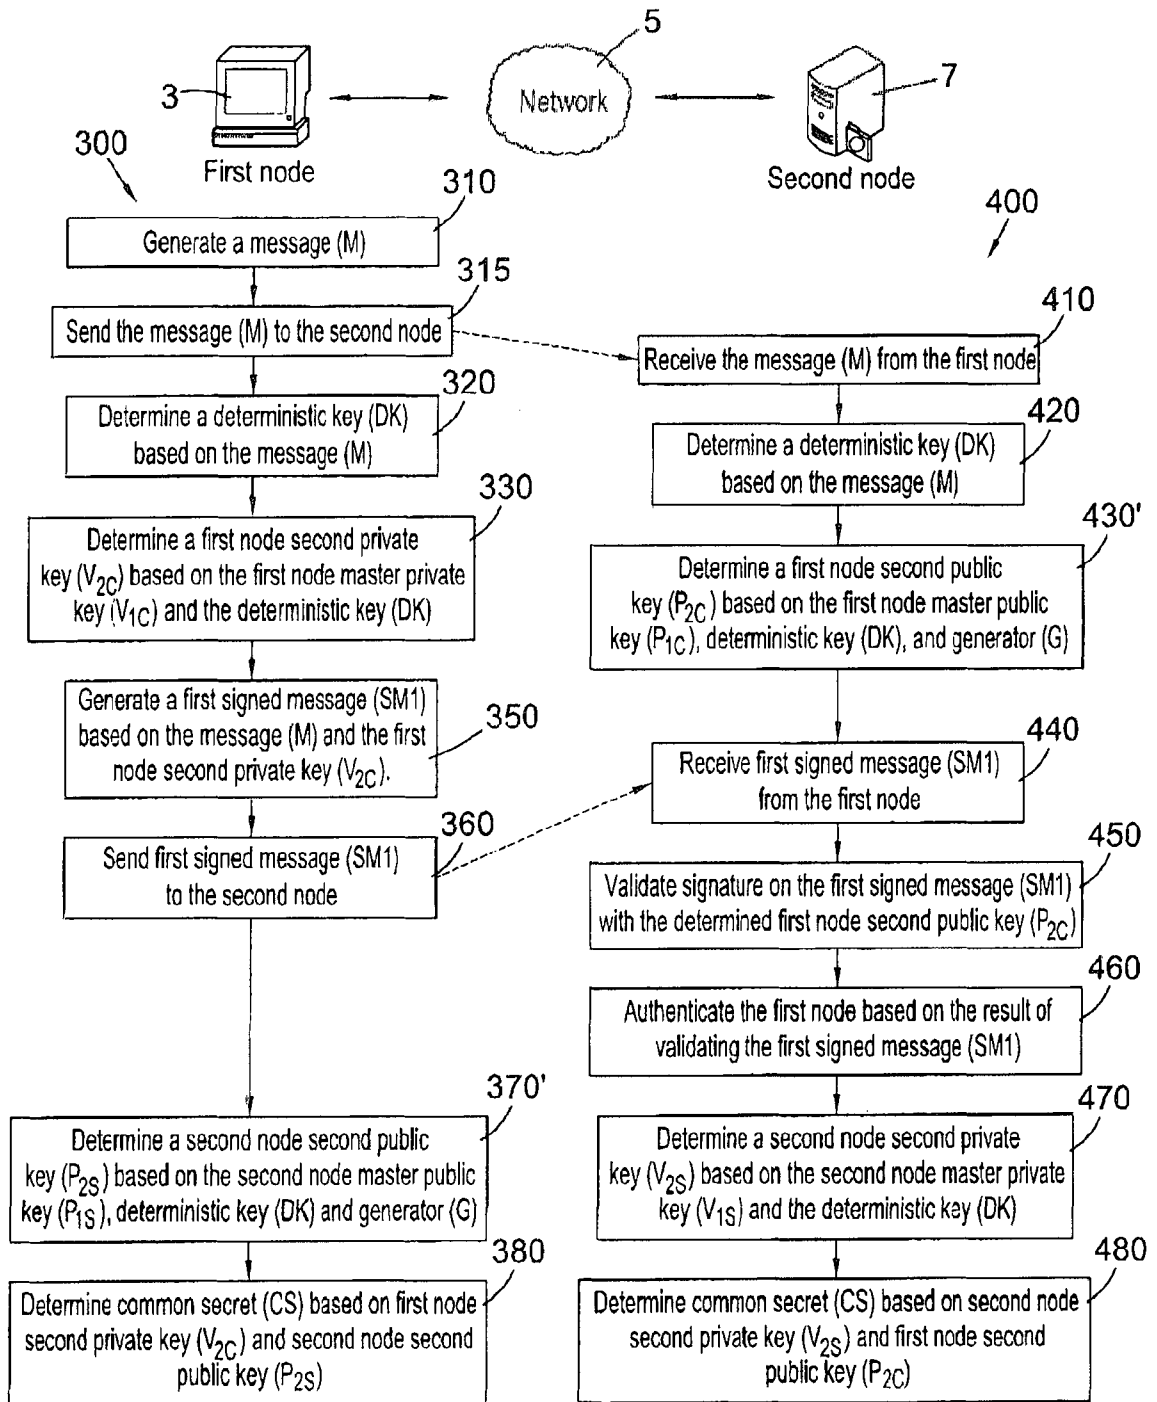 5
3
Network
7
First node
Second node
300
400
310
Generate a message (M)
315
Send the message (M) to the second node
320
Determine a deterministic key (DK)
based on the message (M)
330
Determine a first node second private
key (V2C) based on the first node master private
key (V1C) and the deterministic key (DK)
Generate a first signed message (SM1)
based on the message (M) and the first
node second private key (V2C).
350
360
Send first signed message (SM1)
to the second node
370'
Determine a second node second public
key (P2S) based on the second node master public
key (P1S), deterministic key (DK) and generator (G)
380
Determine common secret (CS) based on first node
second private key (V2C) and second node second
public key (P2S)
410
Receive the message (M) from the first node
420
Determine a deterministic key (DK)
based on the message (M)
430'
Determine a first node second public
key (P2C) based on the first node master public
key (P1C), deterministic key (DK), and generator (G)
440
Receive first signed message (SM1)
from the first node
450
Validate signature on the first signed message (SM1)
with the determined first node second public key (P2C)
460
Authenticate the first node based on the result of
validating the first signed message (SM1)
470
Determine a second node second private
key (V2S) based on the second node master private
key (V1S) and the deterministic key (DK)
480
Determine common secret (CS) based on second node
second private key (V2S) and first node second
public key (P2C)